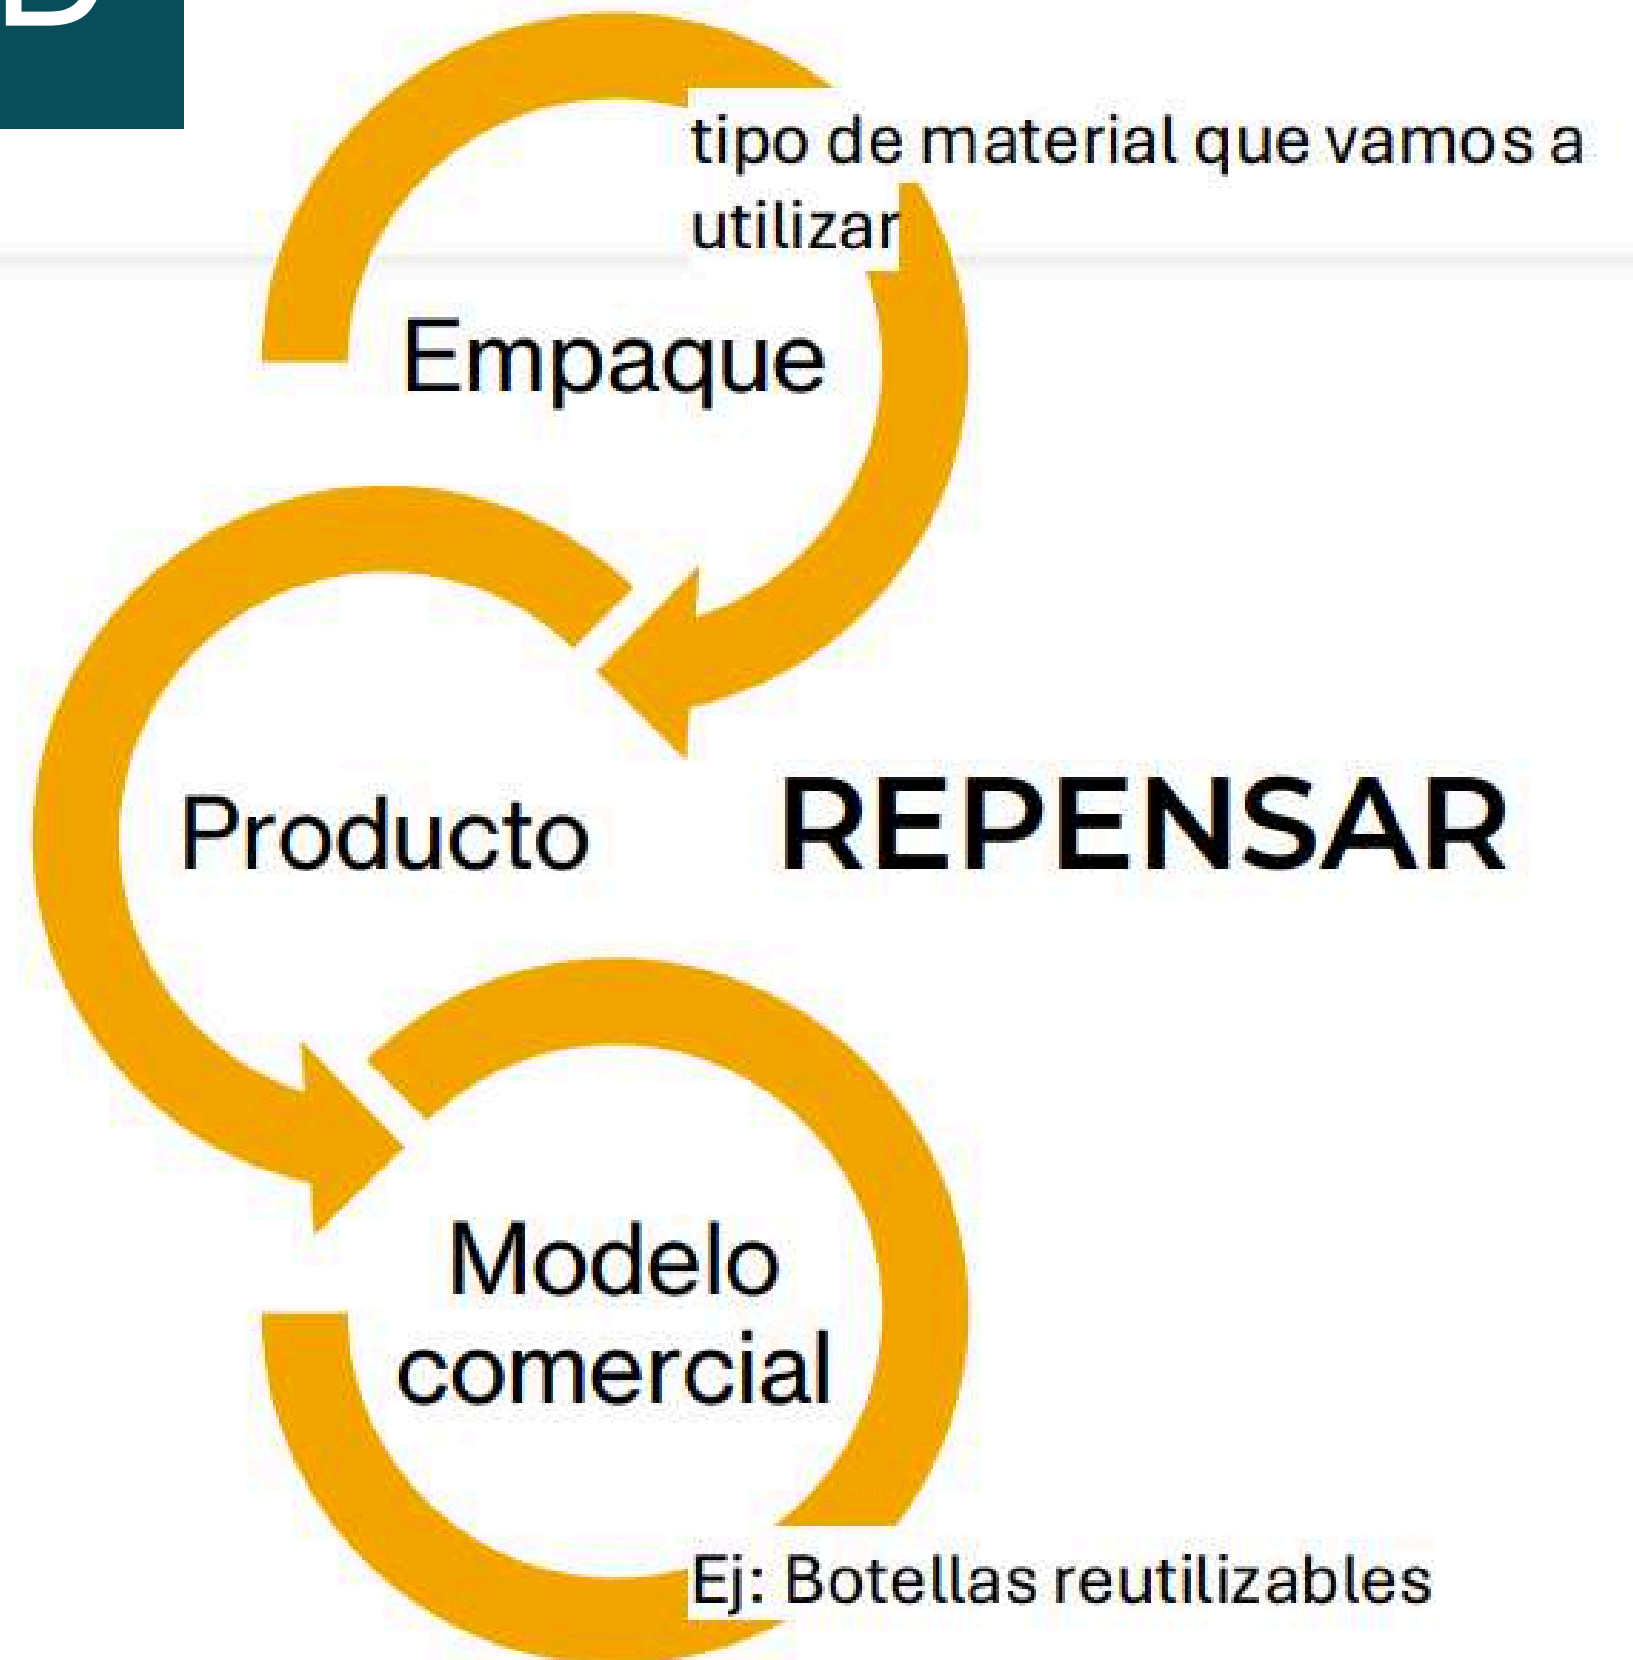 tipo de material que vamos a
utilizar
Empaque
Producto
REPENSAR
Modelo
comercial
Ej: Botellas reutilizables